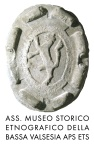 ASS. MUSEO STORICO
ETNOGRAFICO DELLA
BASSA VALSESIA APS ETS